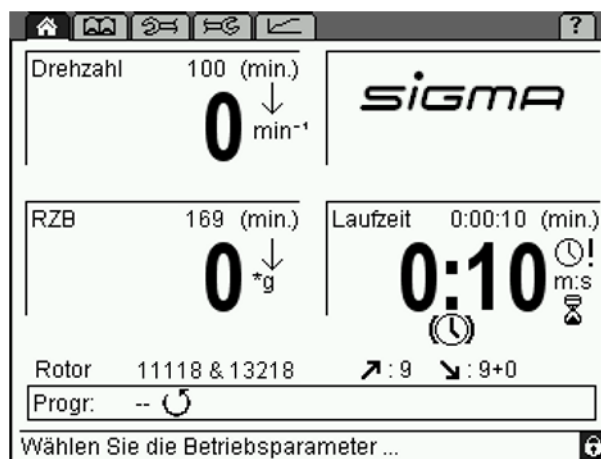 ?
Drehzahl 100 (min.)
0 min⁻¹
sigma
RZB 169 (min.)
0 *g
Laufzeit 0:00:10 (min.)
0:10 ! m:s
Rotor 11118 & 13218 : 9 : 9+0
Progr: --
Wählen Sie die Betriebsparameter ...